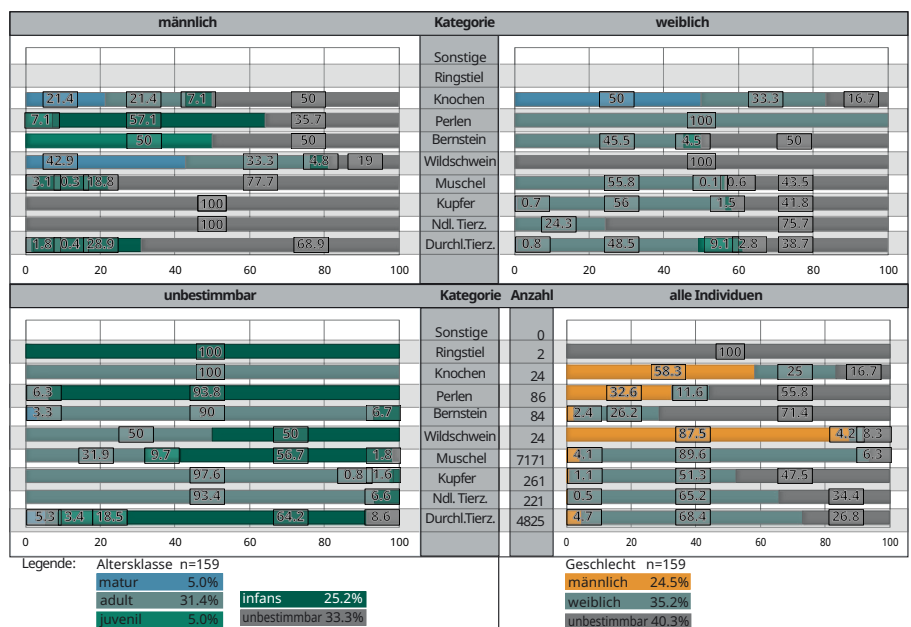 männlich Kategorie weiblich
Sonstige
Ringstiel
21.4 21.4 7.1 50 Knochen 50 33.3 16.7
7.1 57.1 35.7 Perlen 100
50 50 Bernstein 45.5 4.5 50
42.9 33.3 4.8 19 Wildschwein 100
3.1 0.3 18.8 77.7 Muschel 55.8 0.1 0.6 43.5
100 Kupfer 0.7 56 1.5 41.8
100 Ndl. Tierz. 24.3 75.7
1.8 0.4 28.9 68.9 Durchl.Tierz. 0.8 48.5 9.1 2.8 38.7
0 20 40 60 80 100 0 20 40 60 80 100
unbestimmbar Kategorie Anzahl alle Individuen
Sonstige 0
100 Ringstiel 2 100
100 Knochen 24 58.3 25 16.7
6.3 93.8 Perlen 86 32.6 11.6 55.8
3.3 90 6.7 Bernstein 84 2.4 26.2 71.4
50 50 Wildschwein 24 87.5 4.2 8.3
31.9 9.7 56.7 1.8 Muschel 7171 4.1 89.6 6.3
97.6 0.8 1.6 Kupfer 261 1.1 51.3 47.5
93.4 6.6 Ndl. Tierz. 221 0.5 65.2 34.4
5.3 3.4 18.5 64.2 8.6 Durchl.Tierz. 4825 4.7 68.4 26.8
0 20 40 60 80 100 0 20 40 60 80 100
Legende: Altersklasse n=159 Geschlecht n=159
matur 5.0% männlich 24.5%
adult 31.4% infans 25.2% weiblich 35.2%
juvenil 5.0% unbestimmbar 33.3% unbestimmbar 40.3%